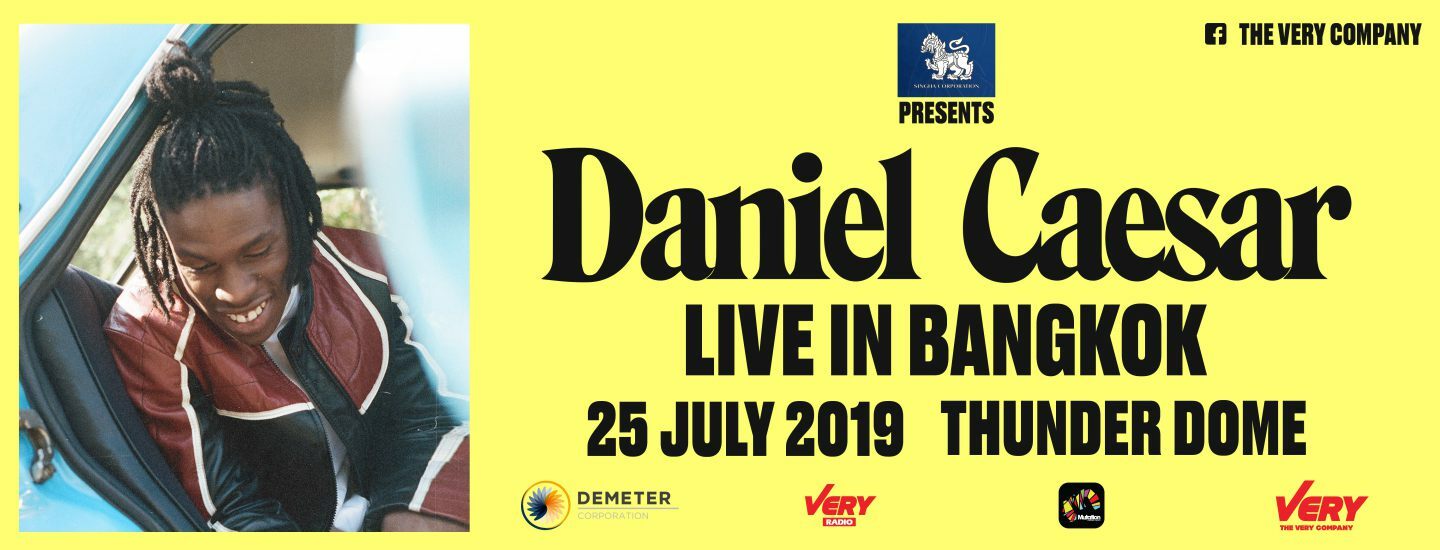 THE VERY COMPANY
SINGHA CORPORATION
PRESENTS
Daniel Caesar
LIVE IN BANGKOK
25 JULY 2019 THUNDER DOME
DEMETER
CORPORATION
VERY
RADIO
Mutation
VERY
THE VERY COMPANY